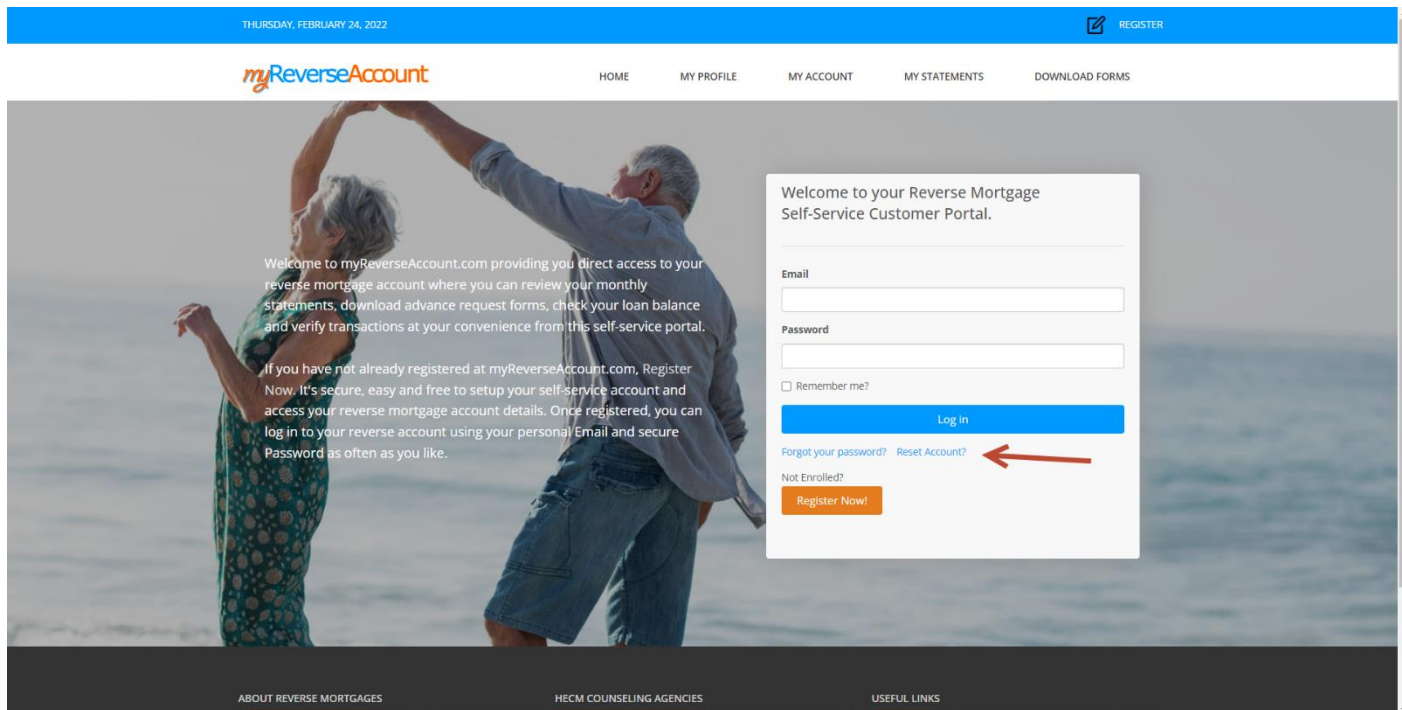 THURSDAY, FEBRUARY 24, 2022
REGISTER
myReverseAccount
HOME
MY PROFILE
MY ACCOUNT
MY STATEMENTS
DOWNLOAD FORMS
Welcome to myReverseAccount.com providing you direct access to your
reverse mortgage account where you can review your monthly
statements, download advance request forms, check your loan balance
and verify transactions at your convenience from this self-service portal.
If you have not already registered at myReverseAccount.com, Register
Now. It's secure, easy and free to setup your self-service account and
access your reverse mortgage account details. Once registered, you can
log in to your reverse account using your personal Email and secure
Password as often as you like.
Welcome to your Reverse Mortgage
Self-Service Customer Portal.
Email
Password
Remember me?
Log in
Forgot your password? Reset Account?
Not Enrolled?
Register Now!
ABOUT REVERSE MORTGAGES
HECM COUNSELING AGENCIES
USEFUL LINKS